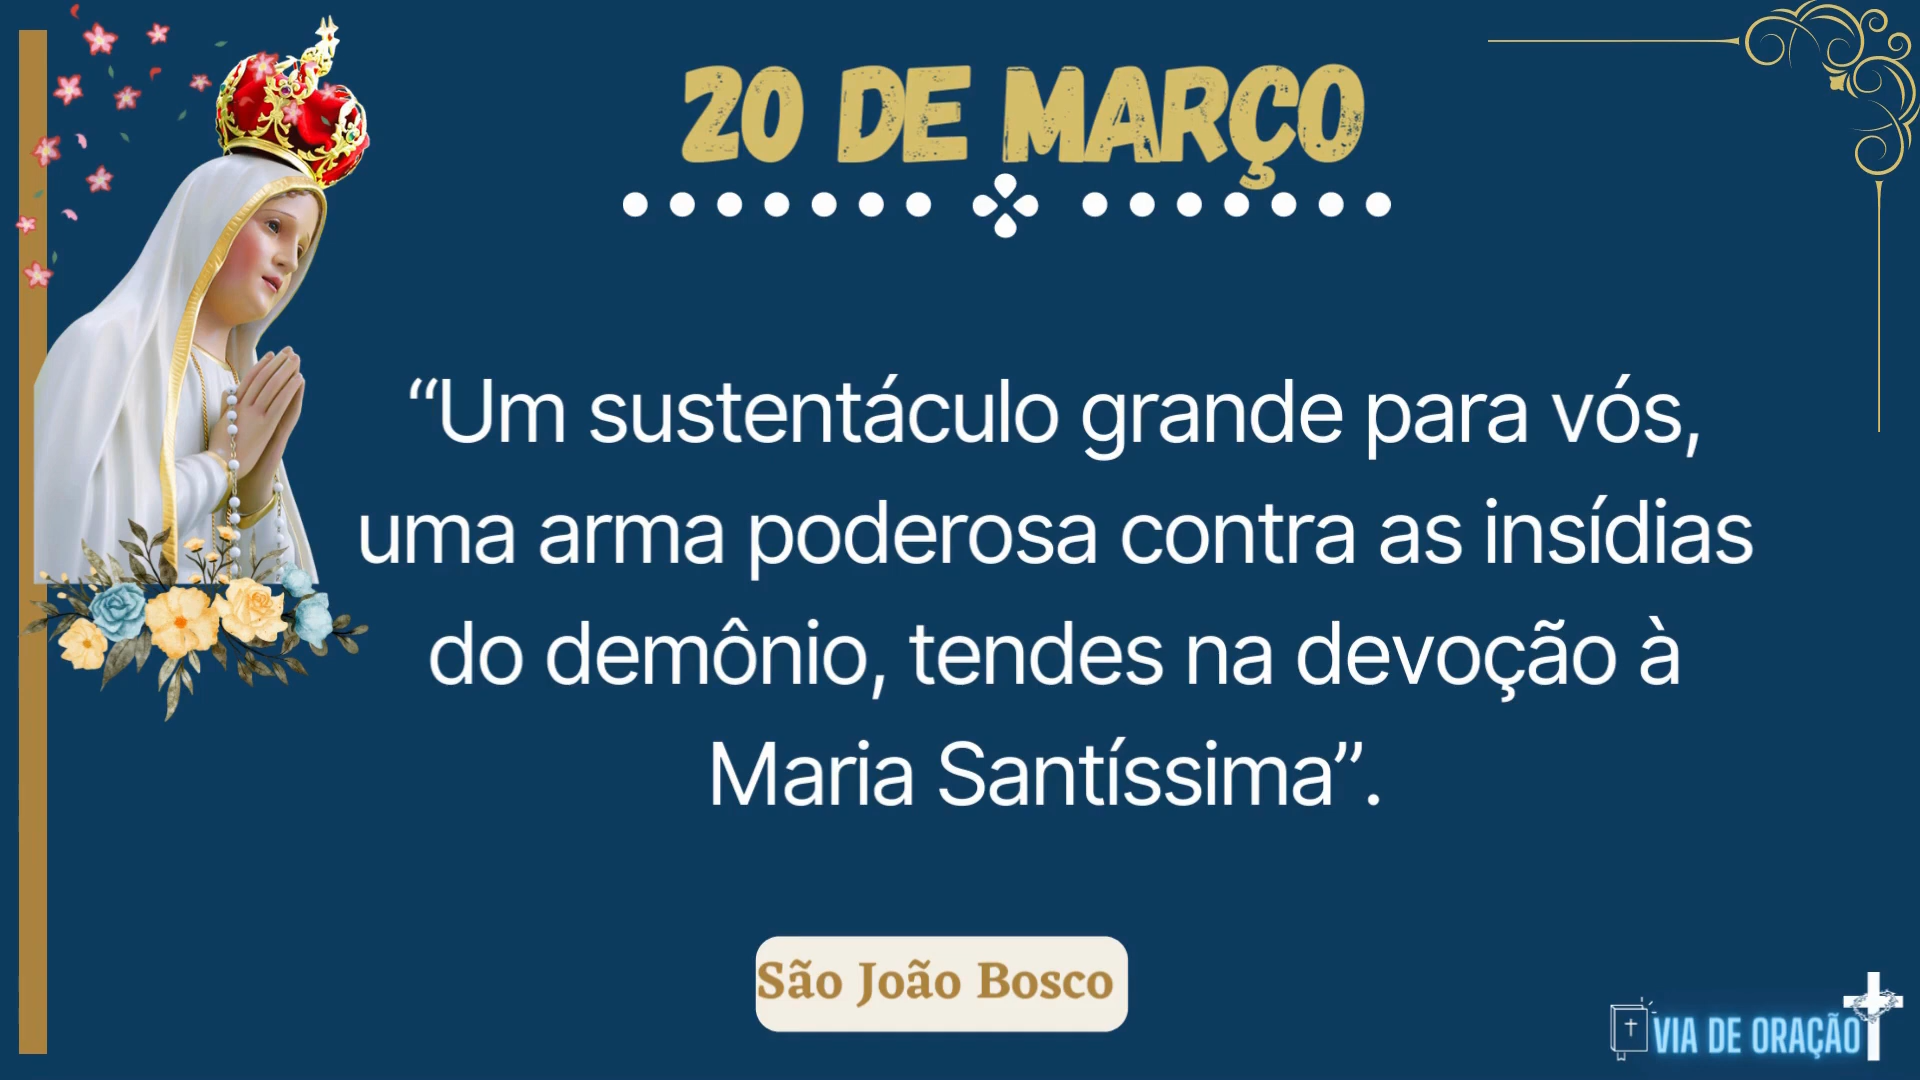 20 DE MARÇO
“Um sustentáculo grande para vós,
uma arma poderosa contra as insídias
do demônio, tendes na devoção à
Maria Santíssima”.
São João Bosco
VIA DE ORAÇÃO